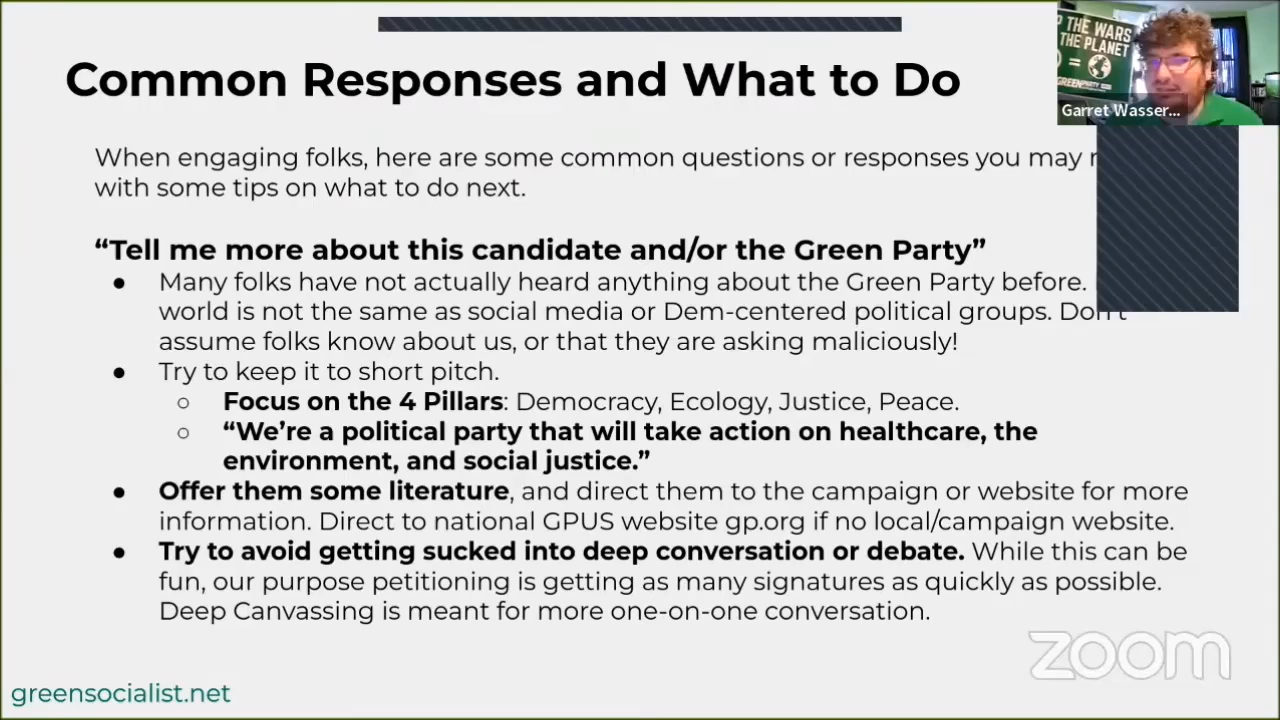 Common Responses and What to Do
P THE WARS
THE PLANET
=
GREENPARTY
Garret Wasser...
When engaging folks, here are some common questions or responses you may
with some tips on what to do next.
“Tell me more about this candidate and/or the Green Party”
● Many folks have not actually heard anything about the Green Party before.
world is not the same as social media or Dem-centered political groups. Don't
assume folks know about us, or that they are asking maliciously!
● Try to keep it to short pitch.
○ Focus on the 4 Pillars: Democracy, Ecology, Justice, Peace.
○ “We’re a political party that will take action on healthcare, the
environment, and social justice.”
● Offer them some literature, and direct them to the campaign or website for more
information. Direct to national GPUS website gp.org if no local/campaign website.
● Try to avoid getting sucked into deep conversation or debate. While this can be
fun, our purpose petitioning is getting as many signatures as quickly as possible.
Deep Canvassing is meant for more one-on-one conversation.
zoom
greensocialist.net